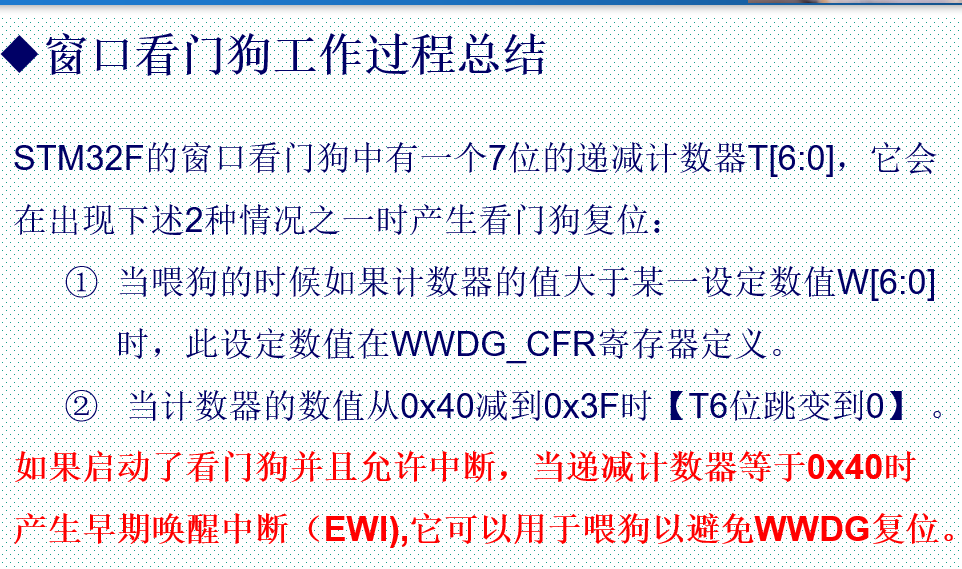 ◆窗口看门狗工作过程总结
STM32F的窗口看门狗中有一个7位的递减计数器T[6:0]，它会
在出现下述2种情况之一时产生看门狗复位：
① 当喂狗的时候如果计数器的值大于某一设定数值W[6:0]
时，此设定数值在WWDG_CFR寄存器定义。
② 当计数器的数值从0x40减到0x3F时【T6位跳变到0】 。
如果启动了看门狗并且允许中断，当递减计数器等于0x40时
产生早期唤醒中断（EWI),它可以用于喂狗以避免WWDG复位。